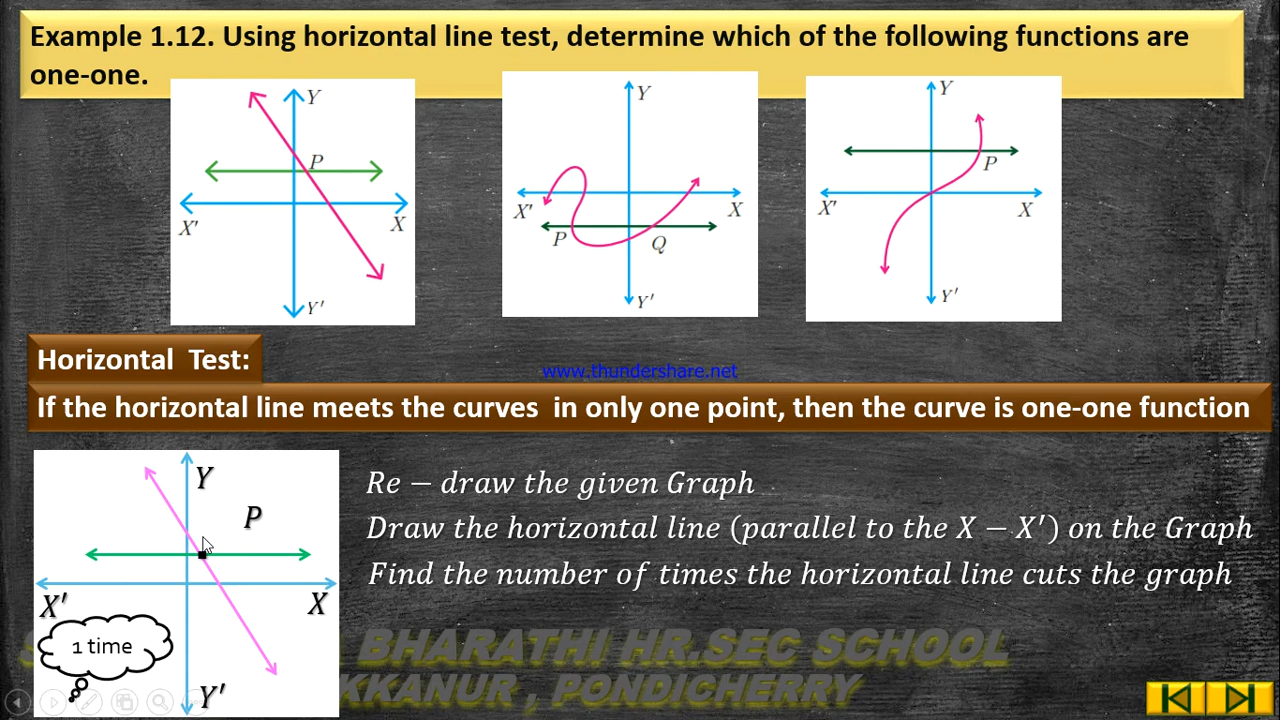 Example 1.12. Using horizontal line test, determine which of the following functions are
one-one.
Y
P
X'
X
Y'
Y
X'
X
P
Q
Y'
Y
P
X'
X
Y'
Horizontal Test:
www.thundershare.net
If the horizontal line meets the curves in only one point, then the curve is one-one function
Y
P
X'
X
1 time
Y'
Re − draw the given Graph
Draw the horizontal line (parallel to the X − X') on the Graph
Find the number of times the horizontal line cuts the graph
BHARATHI HR.SEC SCHOOL
KKANUR , PONDICHERRY